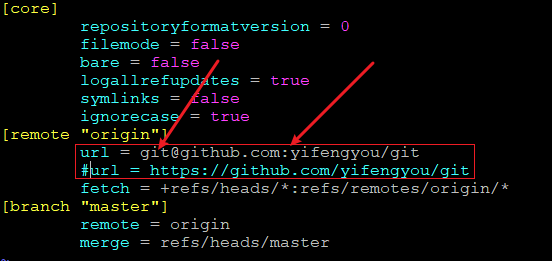 [core]
repositoryformatversion = 0
filemode = false
bare = false
logallrefupdates = true
symlinks = false
ignorecase = true
[remote "origin"]
url = git@github.com:yifengyou/git
#url = https://github.com/yifengyou/git
fetch = +refs/heads/*:refs/remotes/origin/*
[branch "master"]
remote = origin
merge = refs/heads/master